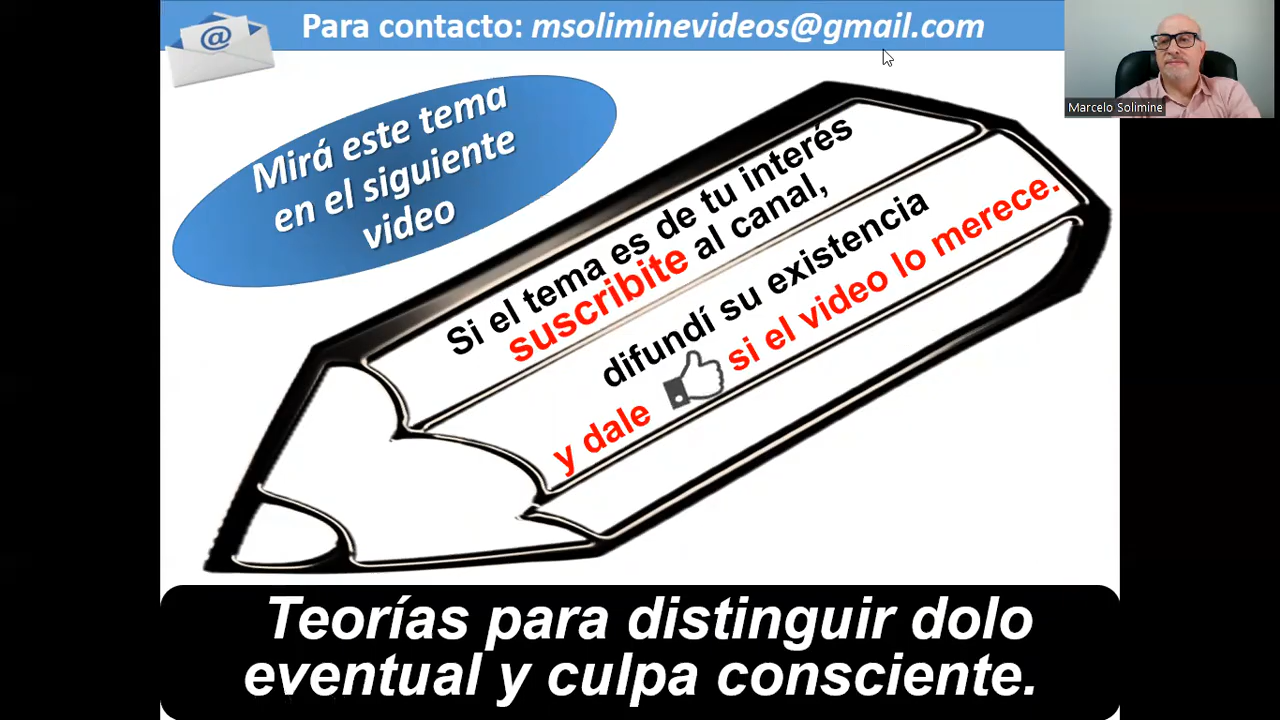 Para contacto: msoliminevideos@gmail.com
@
Marcelo Solimine
Mirá este tema
en el siguiente
video
Si el tema es de tu interés
suscribite al canal,
difundí su existencia
y dale si el video lo merece.
Teorías para distinguir dolo
eventual y culpa consciente.